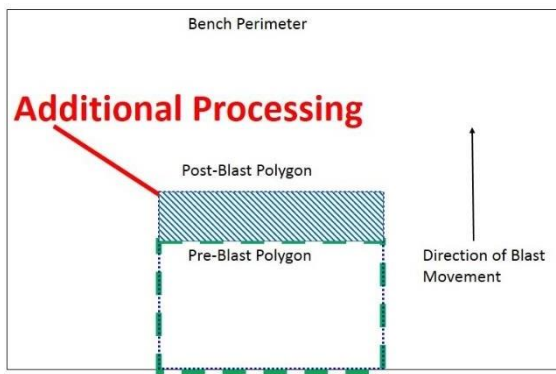 Bench Perimeter
Additional Processing
Post-Blast Polygon
Pre-Blast Polygon
Direction of Blast
Movement